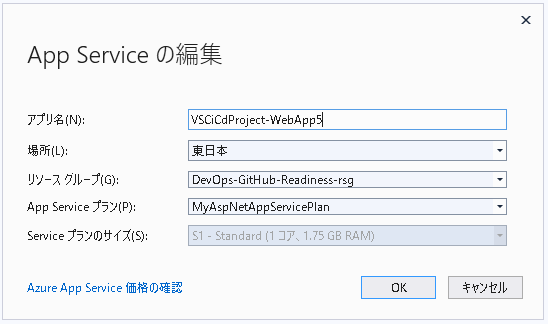 App Service の編集
アプリ名(N):
VSCiCdProject-WebApp5
場所(L):
東日本
リソース グループ(G):
DevOps-GitHub-Readiness-rsg
App Service プラン(P):
MyAspNetAppServicePlan
Service プランのサイズ(S):
S1 - Standard (1 コア、1.75 GB RAM)
Azure App Service 価格の確認
OK
キャンセル